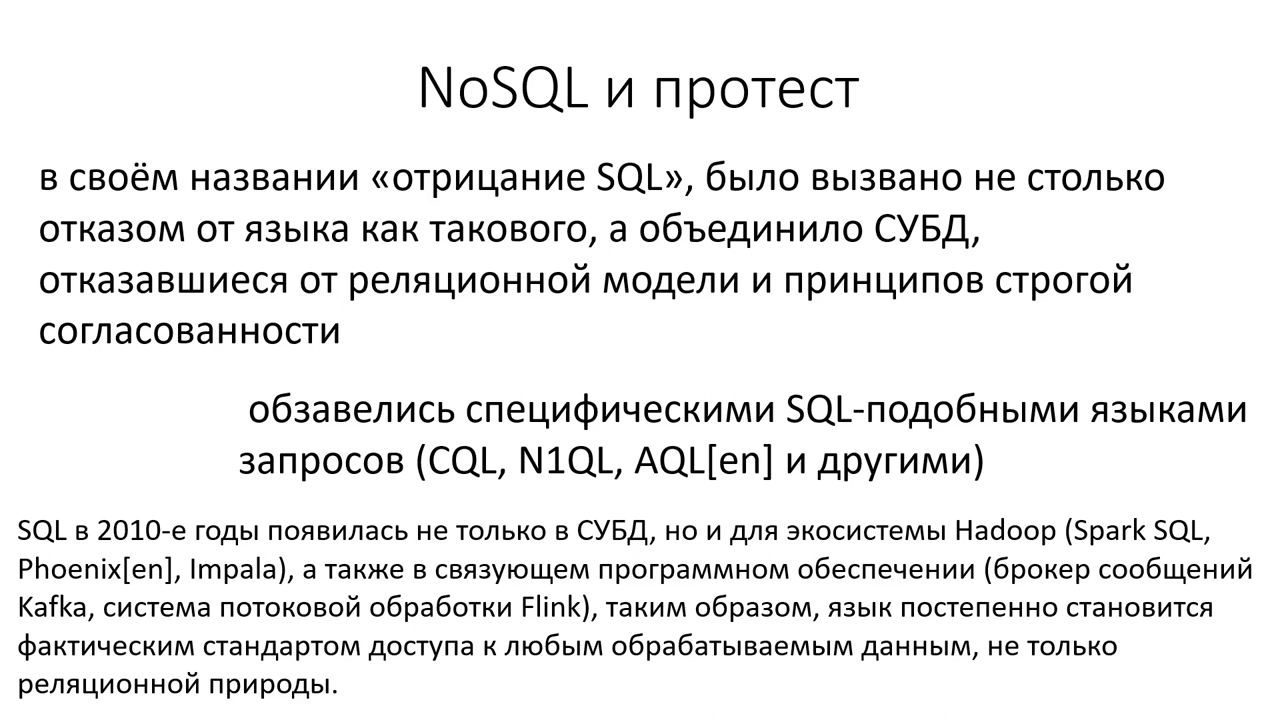 NoSQL и протест
в своём названии «отрицание SQL», было вызвано не столько
отказом от языка как такового, а объединило СУБД,
отказавшиеся от реляционной модели и принципов строгой
согласованности
обзавелись специфическими SQL-подобными языками
запросов (CQL, N1QL, AQL[en] и другими)
SQL в 2010-е годы появилась не только в СУБД, но и для экосистемы Hadoop (Spark SQL,
Phoenix[en], Impala), а также в связующем программном обеспечении (брокер сообщений
Kafka, система потоковой обработки Flink), таким образом, язык постепенно становится
фактическим стандартом доступа к любым обрабатываемым данным, не только
реляционной природы.